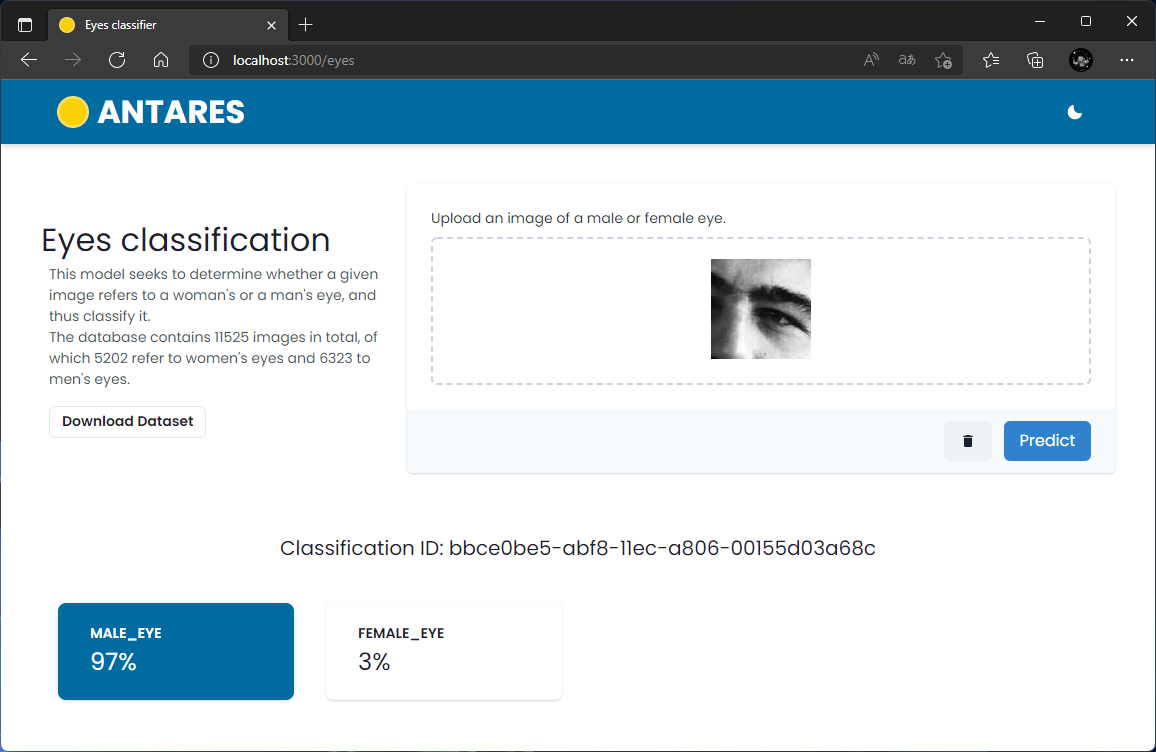 Eyes classifier
localhost:3000/eyes
ANTARES
Eyes classification
This model seeks to determine whether a given
image refers to a woman's or a man's eye, and
thus classify it.
The database contains 11525 images in total, of
which 5202 refer to women's eyes and 6323 to
men's eyes.
Download Dataset
Upload an image of a male or female eye.
Predict
Classification ID: bbce0be5-abf8-11ec-a806-00155d03a68c
MALE_EYE
97%
FEMALE_EYE
3%